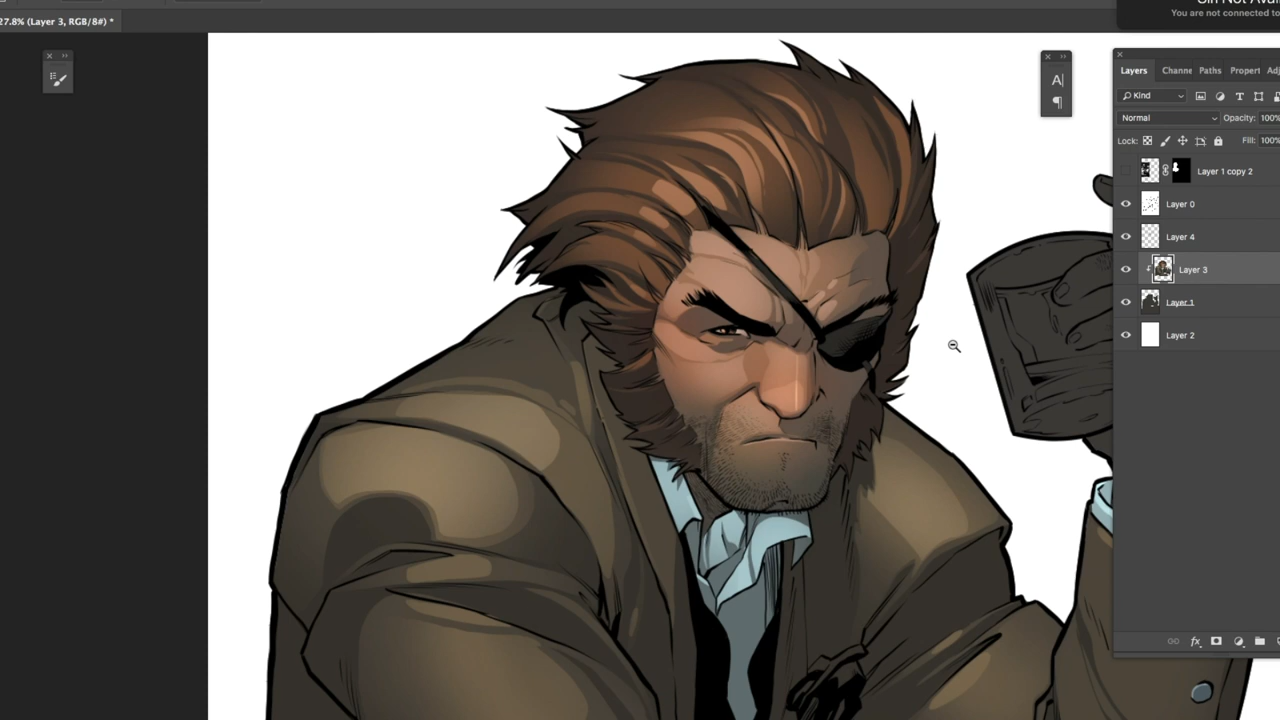 27.8% (Layer 3, RGB/8#) *
You are not connected to
Layers Channe Paths Propert Adj
Kind
Normal Opacity: 100%
Lock: Fill: 100%
Layer 1 copy 2
Layer 0
Layer 4
Layer 3
Layer 1
Layer 2